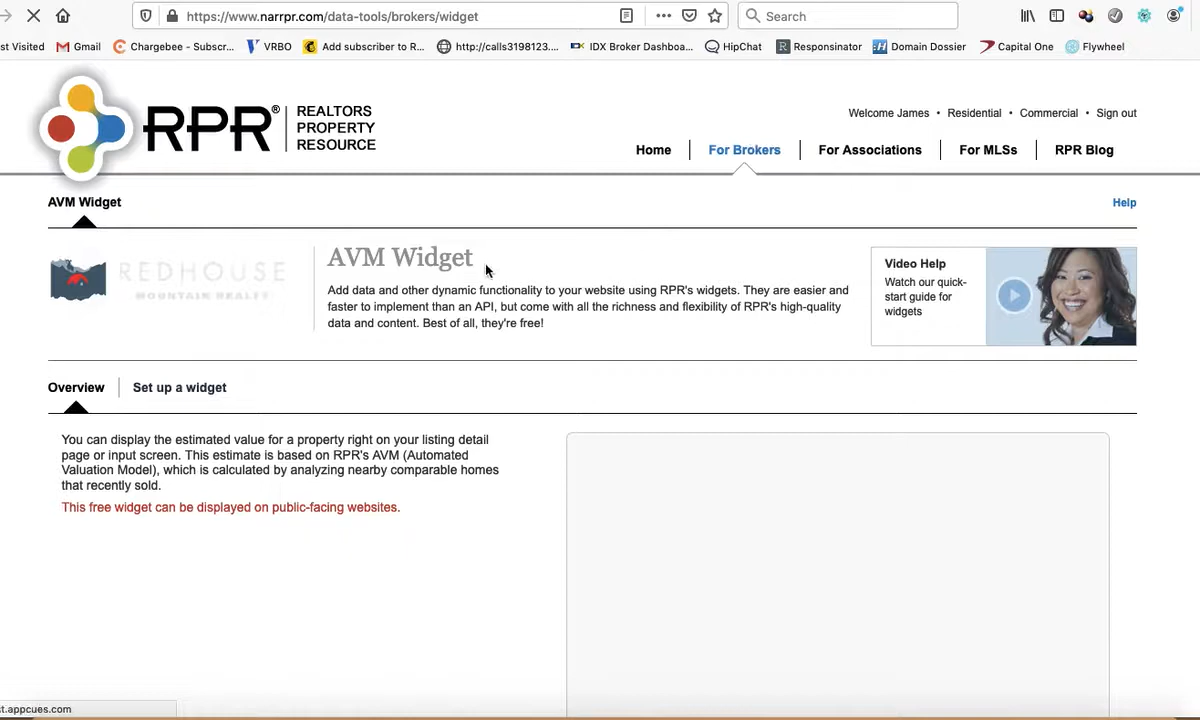 https://www.narrpr.com/data-tools/brokers/widget
Search
st Visited
Gmail
Chargebee - Subscr...
VRBO
Add subscriber to R...
http://calls3198123....
IDX Broker Dashboa...
HipChat
Responsinator
Domain Dossier
Capital One
Flywheel
RPR®
REALTORS
PROPERTY
RESOURCE
Welcome James • Residential • Commercial • Sign out
Home
For Brokers
For Associations
For MLSs
RPR Blog
AVM Widget
Help
REDHOUSE
MOUNTAIN REALTY
AVM Widget
Add data and other dynamic functionality to your website using RPR's widgets. They are easier and
faster to implement than an API, but come with all the richness and flexibility of RPR's high-quality
data and content. Best of all, they're free!
Video Help
Watch our quick-
start guide for
widgets
Overview
Set up a widget
You can display the estimated value for a property right on your listing detail
page or input screen. This estimate is based on RPR's AVM (Automated
Valuation Model), which is calculated by analyzing nearby comparable homes
that recently sold.
This free widget can be displayed on public-facing websites.
t.appcues.com